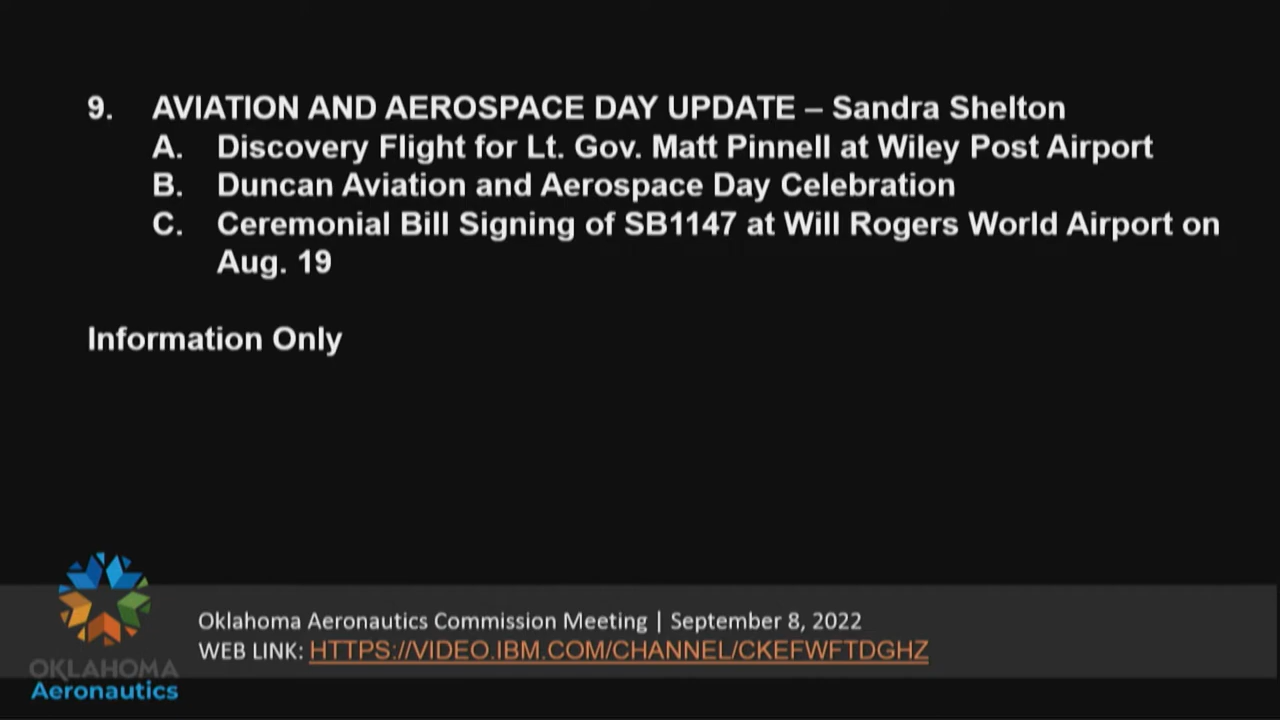 9. AVIATION AND AEROSPACE DAY UPDATE – Sandra Shelton
A. Discovery Flight for Lt. Gov. Matt Pinnell at Wiley Post Airport
B. Duncan Aviation and Aerospace Day Celebration
C. Ceremonial Bill Signing of SB1147 at Will Rogers World Airport on
Aug. 19
Information Only
Oklahoma Aeronautics Commission Meeting | September 8, 2022
WEB LINK: HTTPS://VIDEO.IBM.COM/CHANNEL/CKEFWFTDGHZ
OKLAHOMA
Aeronautics